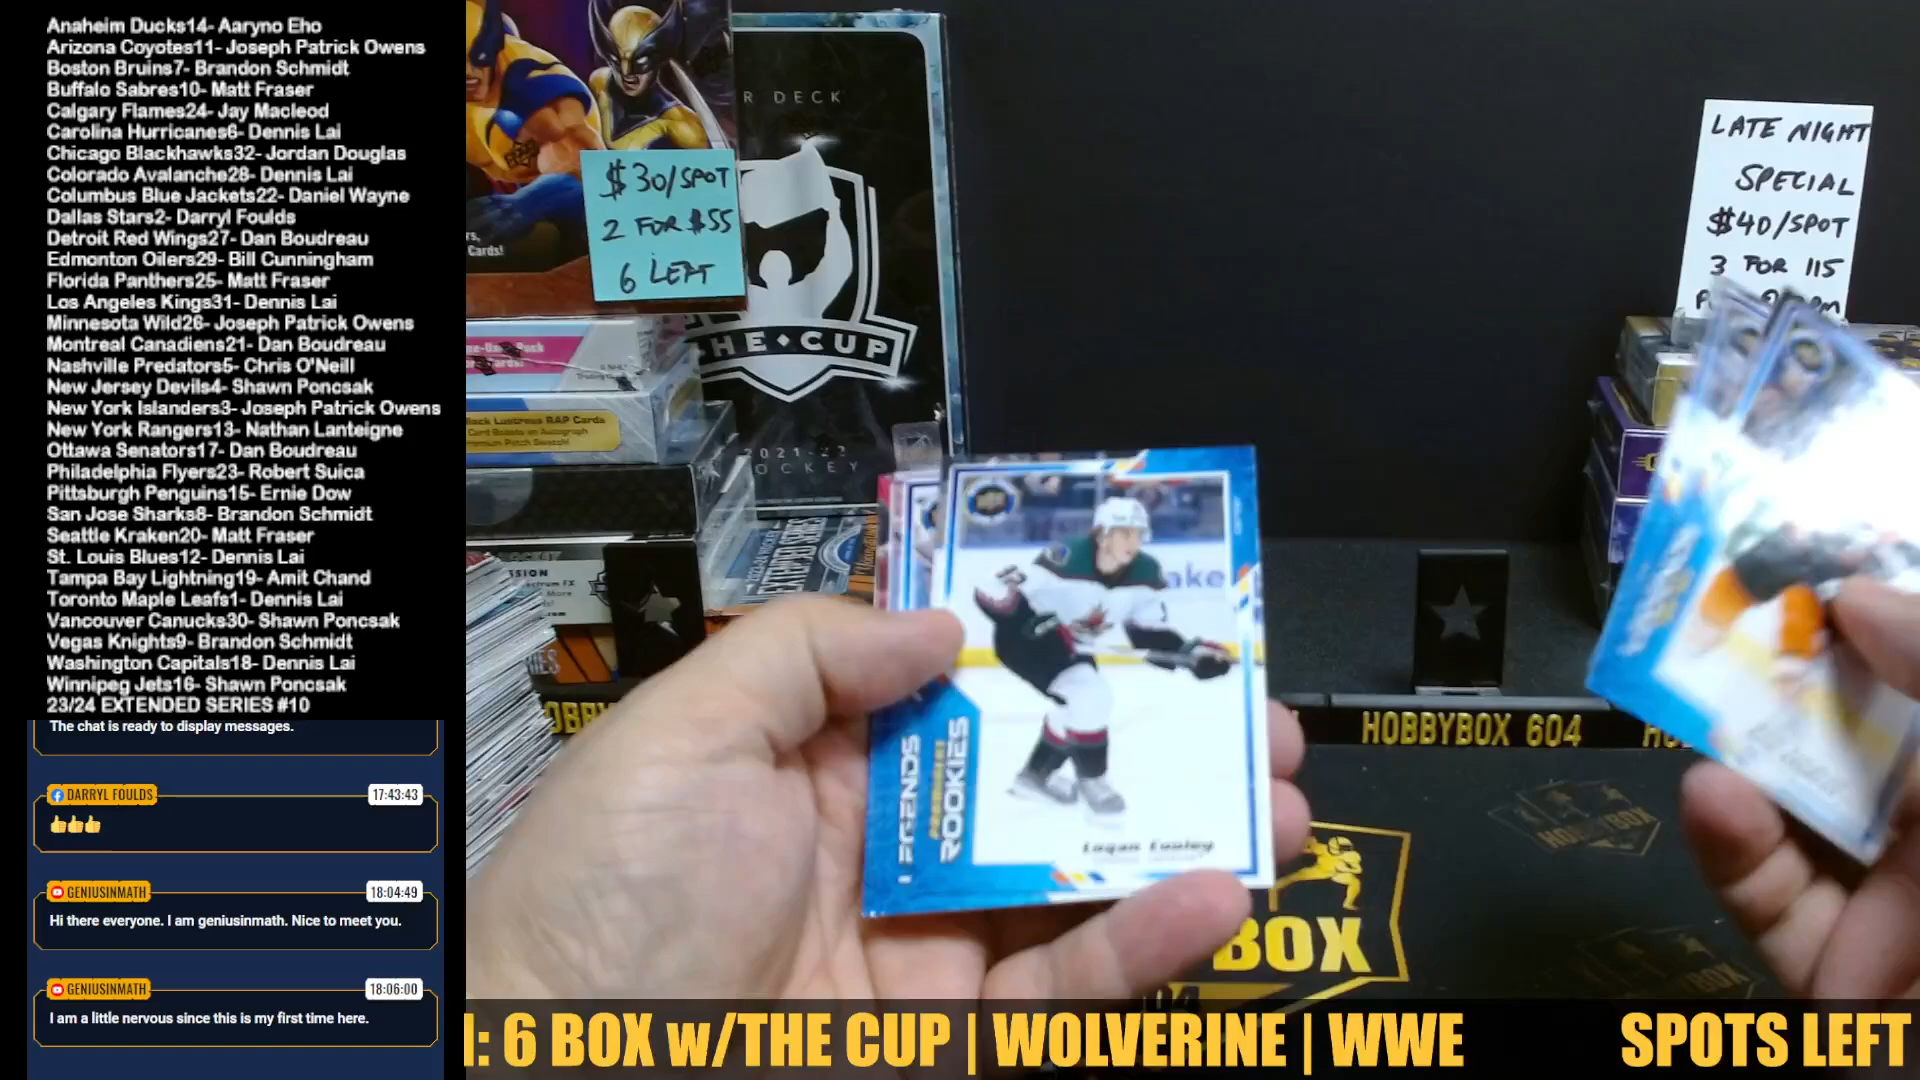 Anaheim Ducks14- Aaryno Eho
Arizona Coyotes11- Joseph Patrick Owens
Boston Bruins7- Brandon Schmidt
Buffalo Sabres10- Matt Fraser
Calgary Flames24- Jay Macleod
Carolina Hurricanes6- Dennis Lai
Chicago Blackhawks32- Jordan Douglas
Colorado Avalanche28- Dennis Lai
Columbus Blue Jackets22- Daniel Wayne
Dallas Stars2- Darryl Foulds
Detroit Red Wings27- Dan Boudreau
Edmonton Oilers29- Bill Cunningham
Florida Panthers25- Matt Fraser
Los Angeles Kings31- Dennis Lai
Minnesota Wild26- Joseph Patrick Owens
Montreal Canadiens21- Dan Boudreau
Nashville Predators5- Chris O'Neill
New Jersey Devils4- Shawn Poncsak
New York Islanders3- Joseph Patrick Owens
New York Rangers13- Nathan Lanteigne
Ottawa Senators17- Dan Boudreau
Philadelphia Flyers23- Robert Suica
Pittsburgh Penguins15- Ernie Dow
San Jose Sharks8- Brandon Schmidt
Seattle Kraken20- Matt Fraser
St. Louis Blues12- Dennis Lai
Tampa Bay Lightning19- Amit Chand
Toronto Maple Leafs1- Dennis Lai
Vancouver Canucks30- Shawn Poncsak
Vegas Knights9- Brandon Schmidt
Washington Capitals18- Dennis Lai
Winnipeg Jets16- Shawn Poncsak
23/24 EXTENDED SERIES #10
The chat is ready to display messages.
DARRYL FOULDS
17:43:43
👍👍👍
GENIUSINMATH
18:04:49
Hi there everyone. I am geniusinmath. Nice to meet you.
GENIUSINMATH
18:06:00
I am a little nervous since this is my first time here.
R DECK
$30/SPOT
2 FOR $55
6 LEFT
Cards!
HE CUP
2021-22
OCKEY
LATE NIGHT
SPECIAL
$40/SPOT
3 FOR 115
ROOKIES
Logan Cooley
HOBBYBOX 604
BOX
: 6 BOX w/THE CUP | WOLVERINE | WWE
SPOTS LEFT